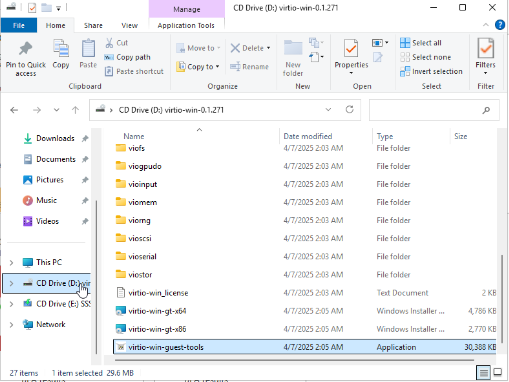 Manage
CD Drive (D:) virtio-win-0.1.271
File
Home
Share
View
Application Tools
Pin to Quick access
Copy
Paste
Cut
Copy path
Paste shortcut
Clipboard
Move to
Copy to
Delete
Rename
Organize
New folder
New
Properties
Open
Select all
Select none
Invert selection
Select
Filters
Filter
CD Drive (D:) virtio-win-0.1.271
Name Date modified Type Size
Downloads
Documents
Pictures
Music
Videos
This PC
CD Drive (D:) vir
CD Drive (E:) SSS
Network
viofs 4/7/2025 2:03 AM File folder
viogpudo 4/7/2025 2:03 AM File folder
vioinput 4/7/2025 2:03 AM File folder
viomem 4/7/2025 2:03 AM File folder
viorng 4/7/2025 2:03 AM File folder
vioscsi 4/7/2025 2:03 AM File folder
vioserial 4/7/2025 2:03 AM File folder
viostor 4/7/2025 2:03 AM File folder
virtio-win_license 4/7/2025 2:03 AM Text Document 2 KB
virtio-win-gt-x64 4/7/2025 2:05 AM Windows Installer ... 4,786 KB
virtio-win-gt-x86 4/7/2025 2:05 AM Windows Installer ... 2,770 KB
virtio-win-guest-tools 4/7/2025 2:05 AM Application 30,388 KB
27 items 1 item selected 29.6 MB